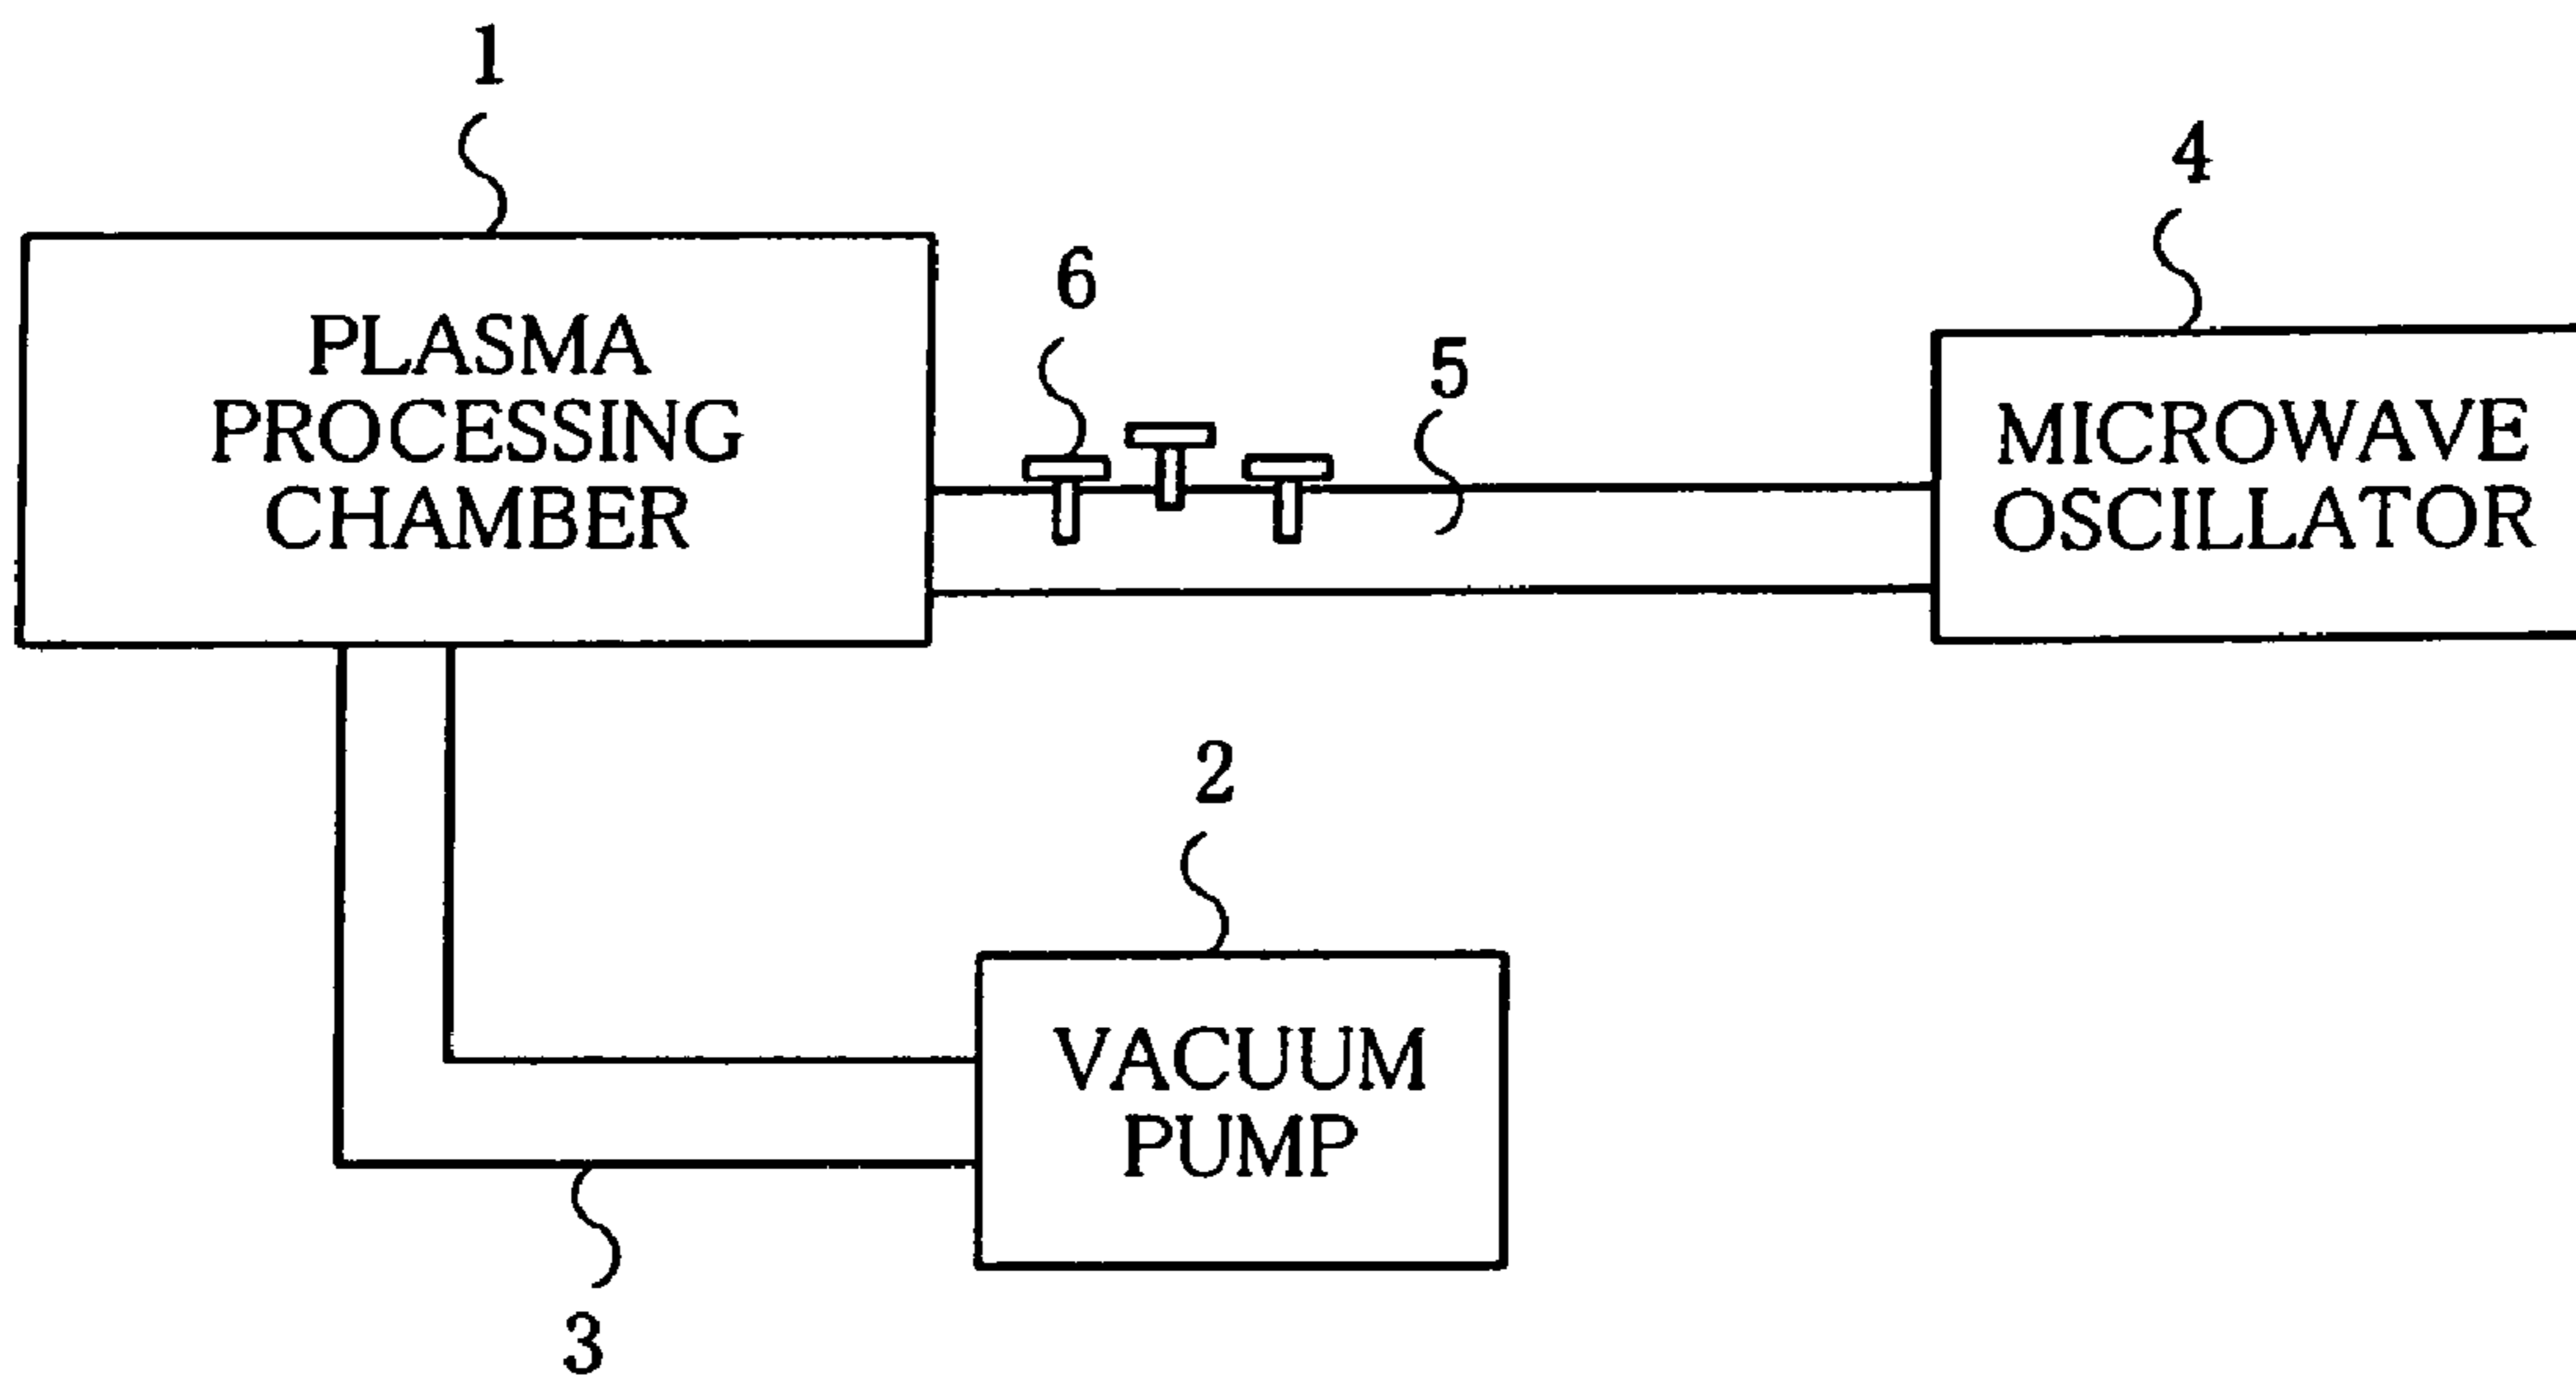 1
4
6
PLASMA
PROCESSING
CHAMBER
5
MICROWAVE
OSCILLATOR
2
VACUUM
PUMP
3